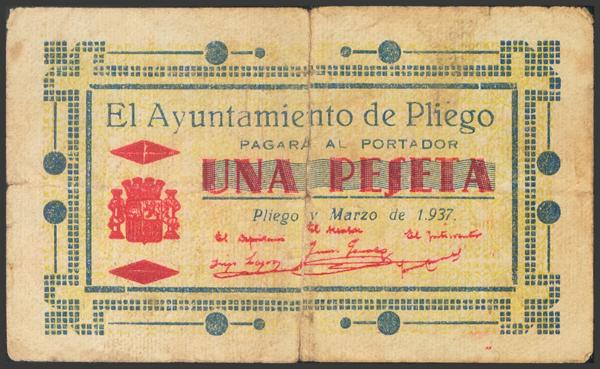 El Ayuntamiento de Pliego
PAGARÁ AL PORTADOR
UNA PESETA
Pliego y Marzo de 1.937.
El Depositario El Alcalde El Interventor